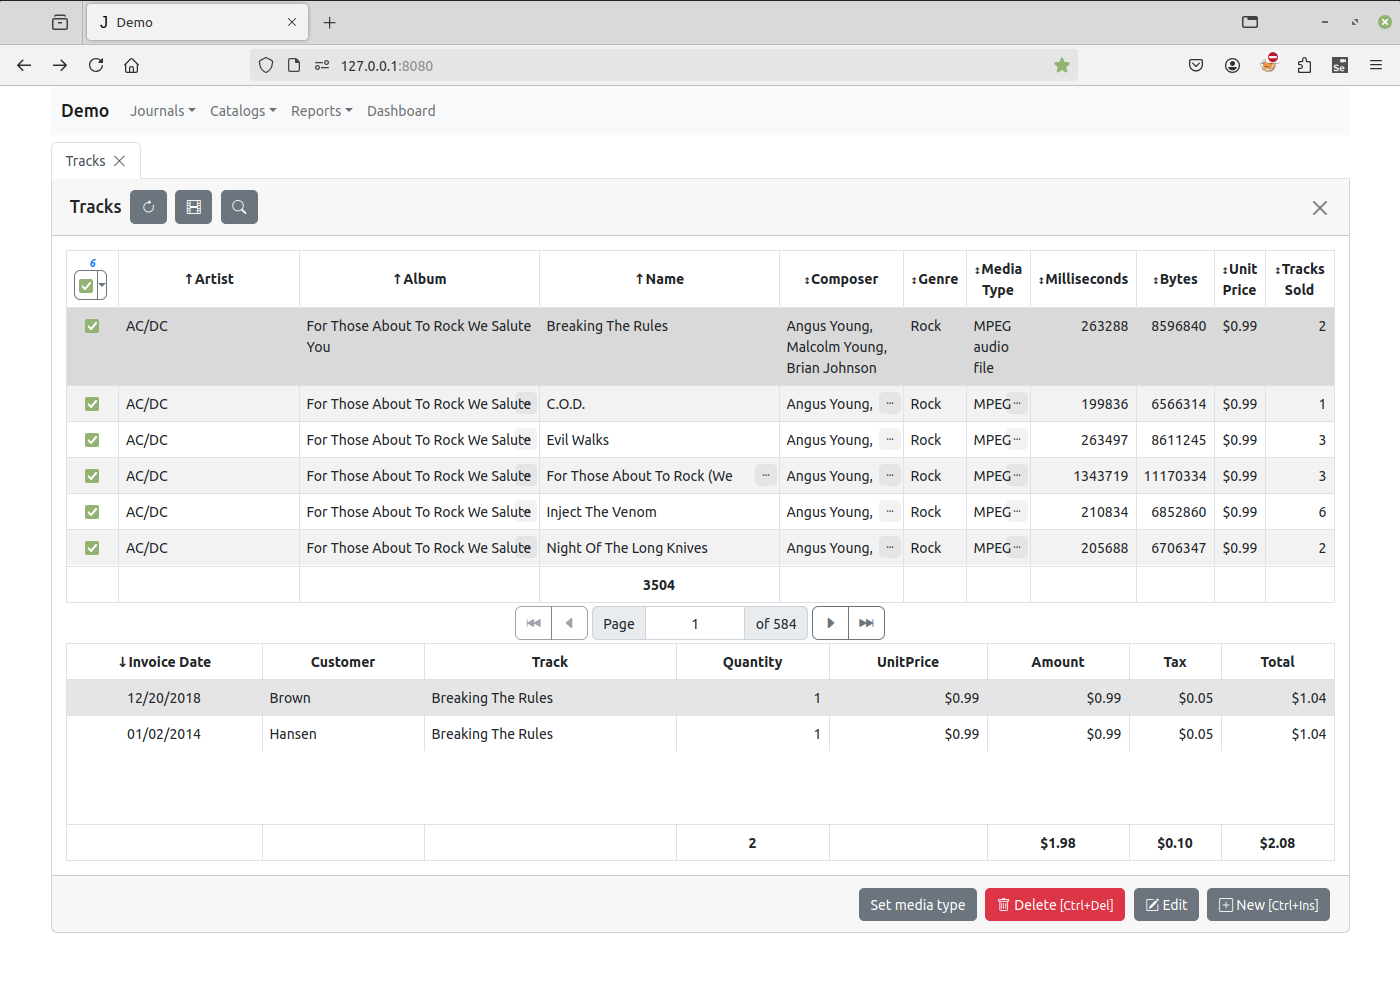 J Demo
127.0.0.1:8080
Se
Demo Journals Catalogs Reports Dashboard
Tracks
Tracks
6
↑Artist ↑Album ↑Name ↕Composer ↕Genre ↕Media Type ↕Milliseconds ↕Bytes ↕Unit Price ↕Tracks Sold
AC/DC For Those About To Rock We Salute Breaking The Rules Angus Young, Rock MPEG 263288 8596840 $0.99 2
You Malcolm Young, audio
Brian Johnson file
AC/DC For Those About To Rock We Salute C.O.D. Angus Young, ... Rock MPEG ... 199836 6566314 $0.99 1
AC/DC For Those About To Rock We Salute Evil Walks Angus Young, ... Rock MPEG ... 263497 8611245 $0.99 3
AC/DC For Those About To Rock We Salute For Those About To Rock (We ... Angus Young, ... Rock MPEG ... 1343719 11170334 $0.99 3
AC/DC For Those About To Rock We Salute Inject The Venom Angus Young, ... Rock MPEG ... 210834 6852860 $0.99 6
AC/DC For Those About To Rock We Salute Night Of The Long Knives Angus Young, ... Rock MPEG ... 205688 6706347 $0.99 2
3504
Page 1 of 584
↓Invoice Date Customer Track Quantity UnitPrice Amount Tax Total
12/20/2018 Brown Breaking The Rules 1 $0.99 $0.99 $0.05 $1.04
01/02/2014 Hansen Breaking The Rules 1 $0.99 $0.99 $0.05 $1.04
2 $1.98 $0.10 $2.08
Set media type Delete [Ctrl+Del] Edit New [Ctrl+Ins]